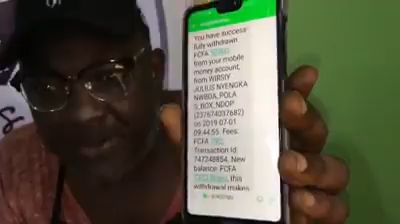 "You have success-
fully withdrawn
FCFA
from your mobile
money account,
from WIRSIY
JULIUS NYENGKA
NWBDA, POLA
S_BOX_NDOP
(237674037682)
on 2019-07-01
09:44:55. Fees:
FCFA
Transaction Id:
747248854. New
balance: FCFA
this
withdrawal makes